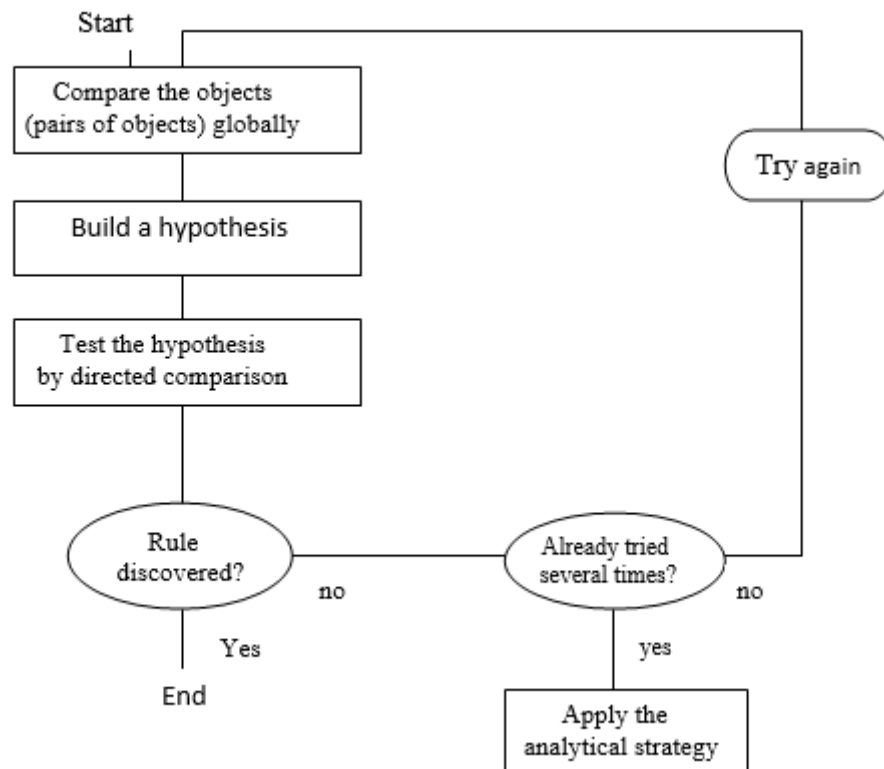 Start
Compare the objects
(pairs of objects) globally
Try again
Build a hypothesis
Test the hypothesis
by directed comparison
Rule
discovered?
no
Already tried
several times?
no
Yes
End
yes
Apply the
analytical strategy